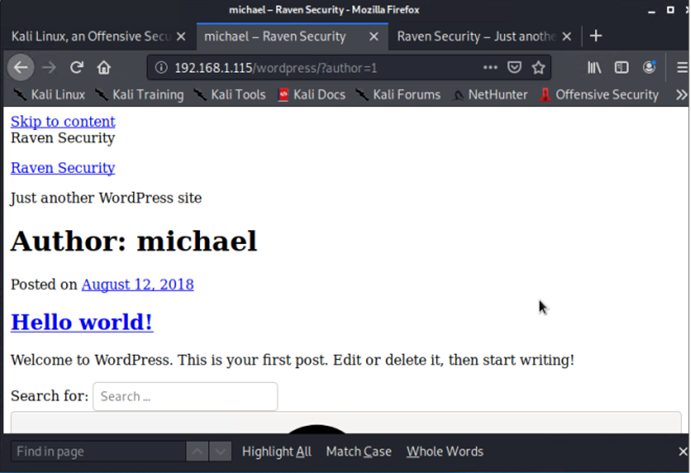 michael – Raven Security - Mozilla Firefox
Kali Linux, an Offensive Secu
michael – Raven Security
Raven Security – Just anothe
192.168.1.115/wordpress/?author=1
Kali Linux Kali Training Kali Tools Kali Docs Kali Forums NetHunter Offensive Security
Skip to content
Raven Security
Raven Security
Just another WordPress site
Author: michael
Posted on August 12, 2018
Hello world!
Welcome to WordPress. This is your first post. Edit or delete it, then start writing!
Search for: Search …
Find in page Highlight All Match Case Whole Words